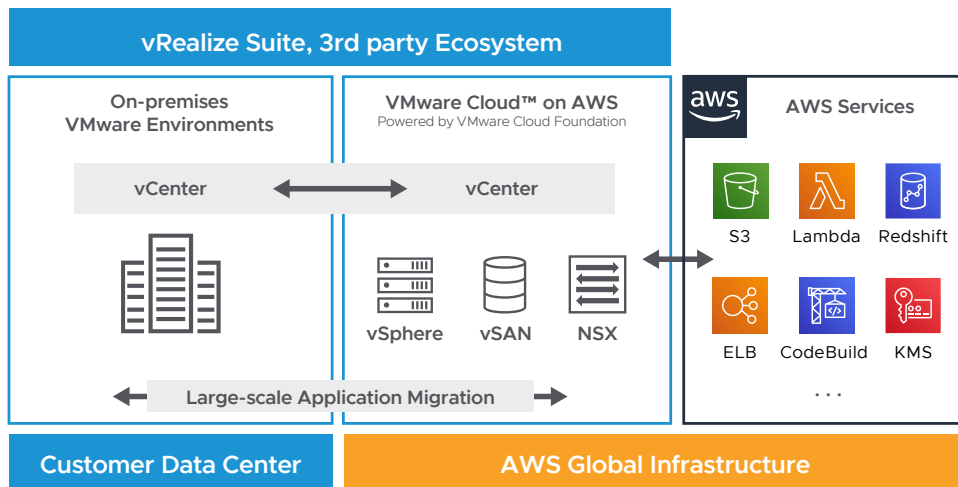 vRealize Suite, 3rd party Ecosystem
On-premises
VMware Environments
VMware Cloud™ on AWS
Powered by VMware Cloud Foundation
aws
AWS Services
vCenter
vCenter
S3
Lambda
Redshift
vSphere
vSAN
NSX
ELB
CodeBuild
KMS
Large-scale Application Migration
...
Customer Data Center
AWS Global Infrastructure